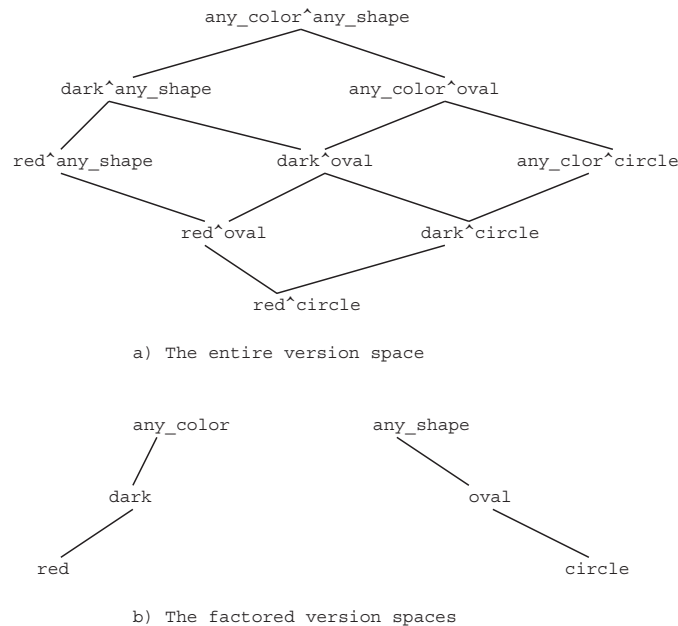 any_color^any_shape
dark^any_shape any_color^oval
red^any_shape dark^oval any_clor^circle
red^oval dark^circle
red^circle
a) The entire version space
any_color any_shape
dark oval
red circle
b) The factored version spaces